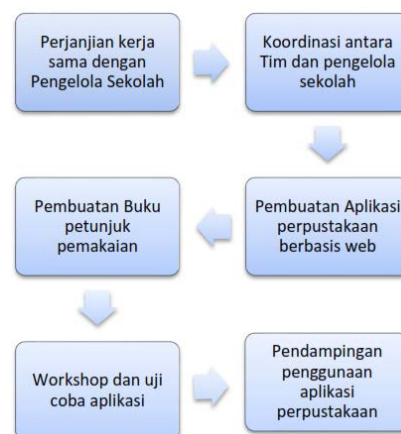 Perjanjian kerja
sama dengan
Pengelola Sekolah
Koordinasi antara
Tim dan pengelola
sekolah
Pembuatan Aplikasi
perpustakaan
berbasis web
Pembuatan Buku
petunjuk
pemakaian
Workshop dan uji
coba aplikasi
Pendampingan
penggunaan
aplikasi
perpustakaan